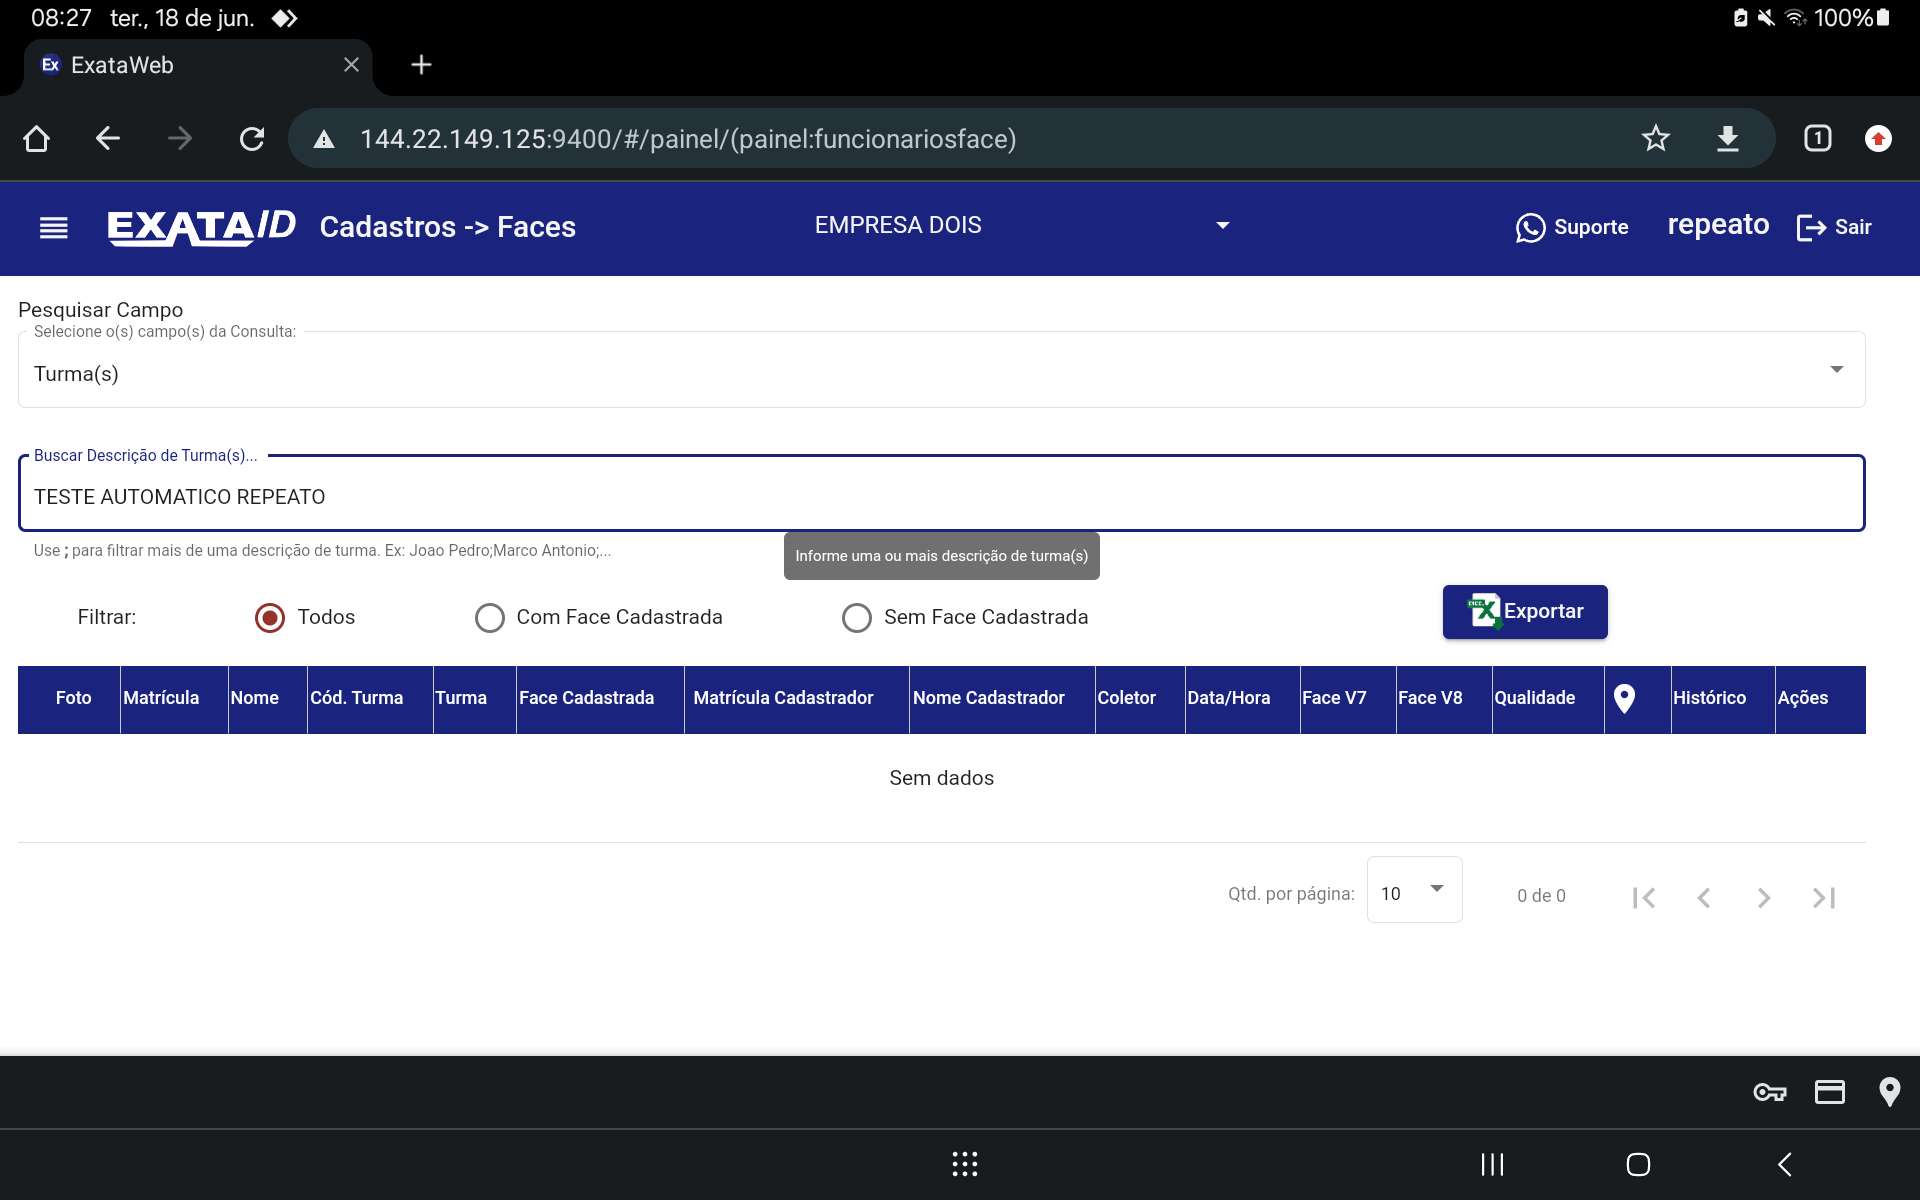 08:27 ter., 18 de jun. 100%
Ex ExataWeb
144.22.149.125:9400/#/painel/(painel:funcionariosface) 1
EXATA ID Cadastros -> Faces EMPRESA DOIS Suporte repeato Sair
Pesquisar Campo
Selecione o(s) campo(s) da Consulta:
Turma(s)
Buscar Descrição de Turma(s)...
TESTE AUTOMATICO REPEATO
Use ; para filtrar mais de uma descrição de turma. Ex: Joao Pedro;Marco Antonio;...
Informe uma ou mais descrição de turma(s)
Filtrar: Todos Com Face Cadastrada Sem Face Cadastrada Exportar
Foto Matrícula Nome Cód. Turma Turma Face Cadastrada Matrícula Cadastrador Nome Cadastrador Coletor Data/Hora Face V7 Face V8 Qualidade Histórico Ações
Sem dados
Qtd. por página: 10 0 de 0